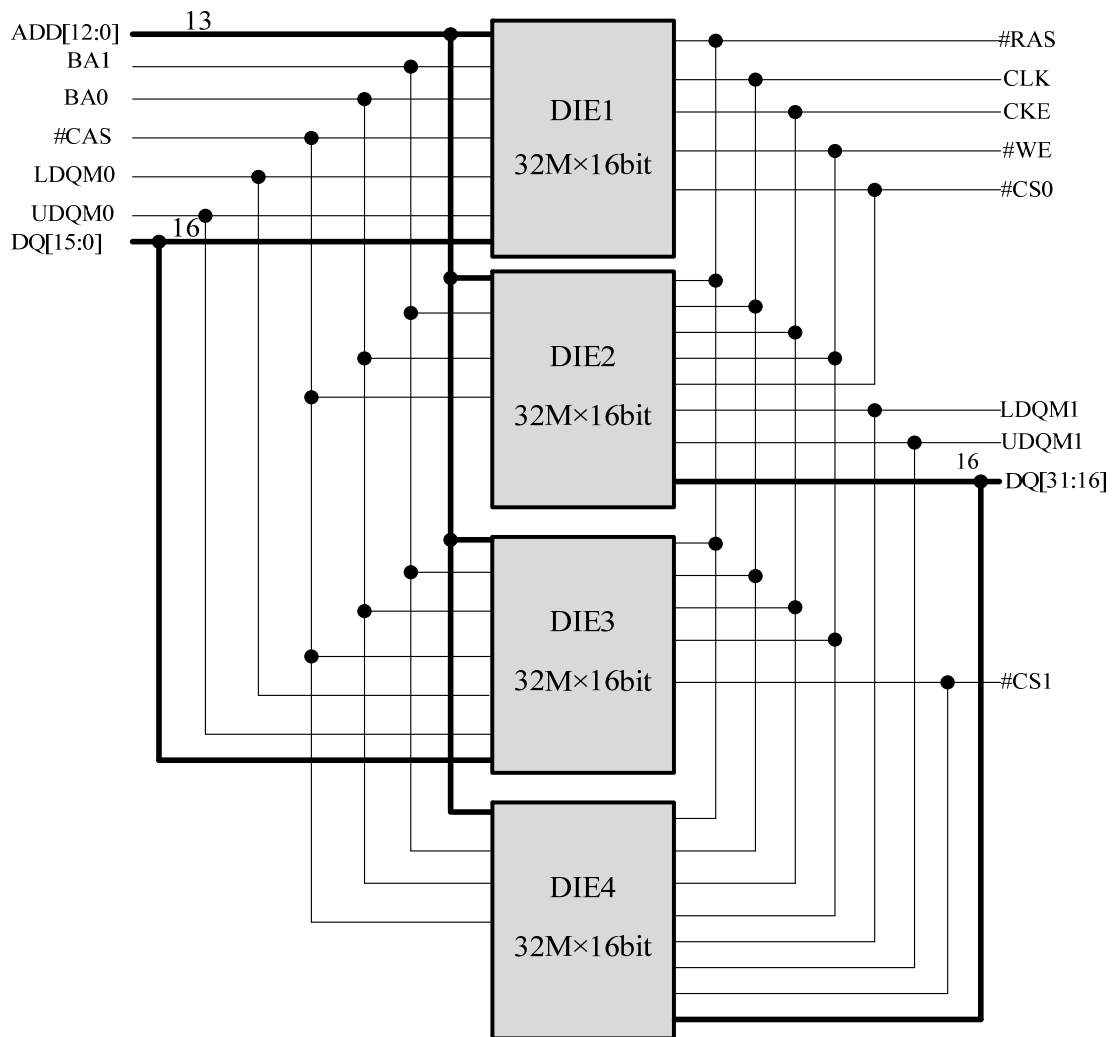 ADD[12:0]
13
BA1
BA0
#CAS
LDQM0
UDQM0
16
DQ[15:0]
DIE1
32M×16bit
#RAS
CLK
CKE
#WE
#CS0
DIE2
32M×16bit
LDQM1
UDQM1
16
DQ[31:16]
DIE3
32M×16bit
#CS1
DIE4
32M×16bit